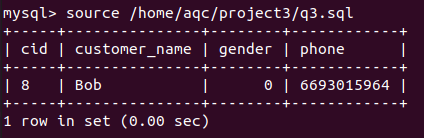 mysql> source /home/aqc/project3/q3.sql
+-----+---------------+--------+------------+
| cid | customer_name | gender | phone      |
+-----+---------------+--------+------------+
| 8   | Bob           |      0 | 6693015964 |
+-----+---------------+--------+------------+
1 row in set (0.00 sec)